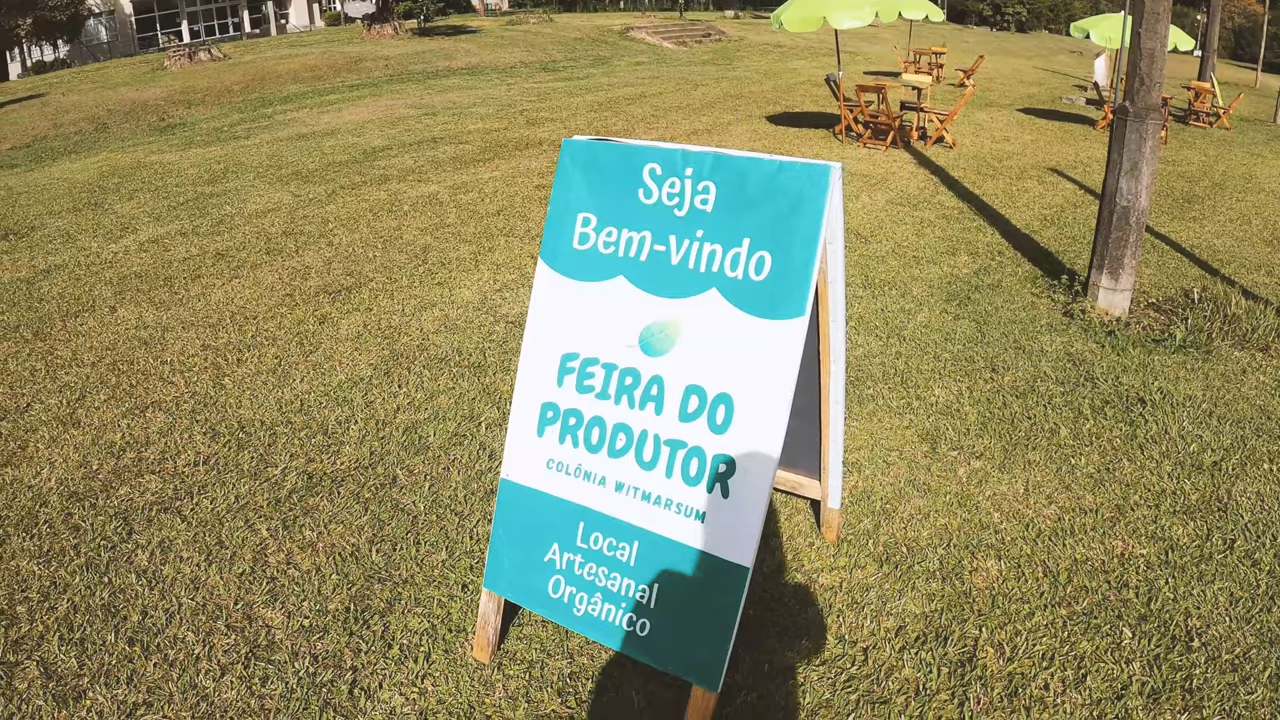 Seja
Bem-vindo
FEIRA DO
PRODUTOR
COLÔNIA WITMARSUM
Local
Artesanal
Orgânico